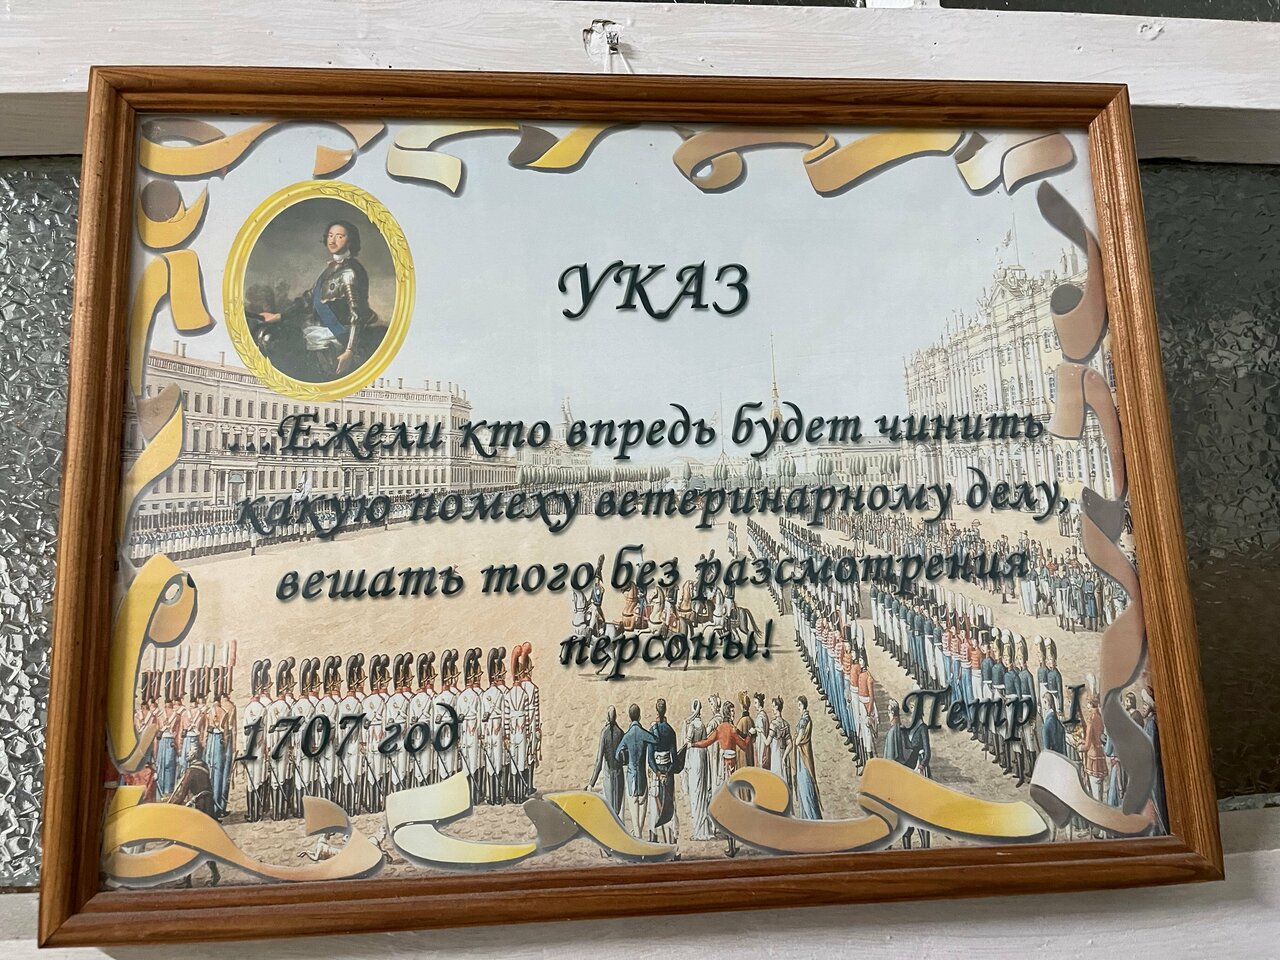 УКАЗ
...Ежели кто впредь будет чинить
какую помеху ветеринарному делу,
вешать того без разсмотрения
персоны!
1707 год Петр I